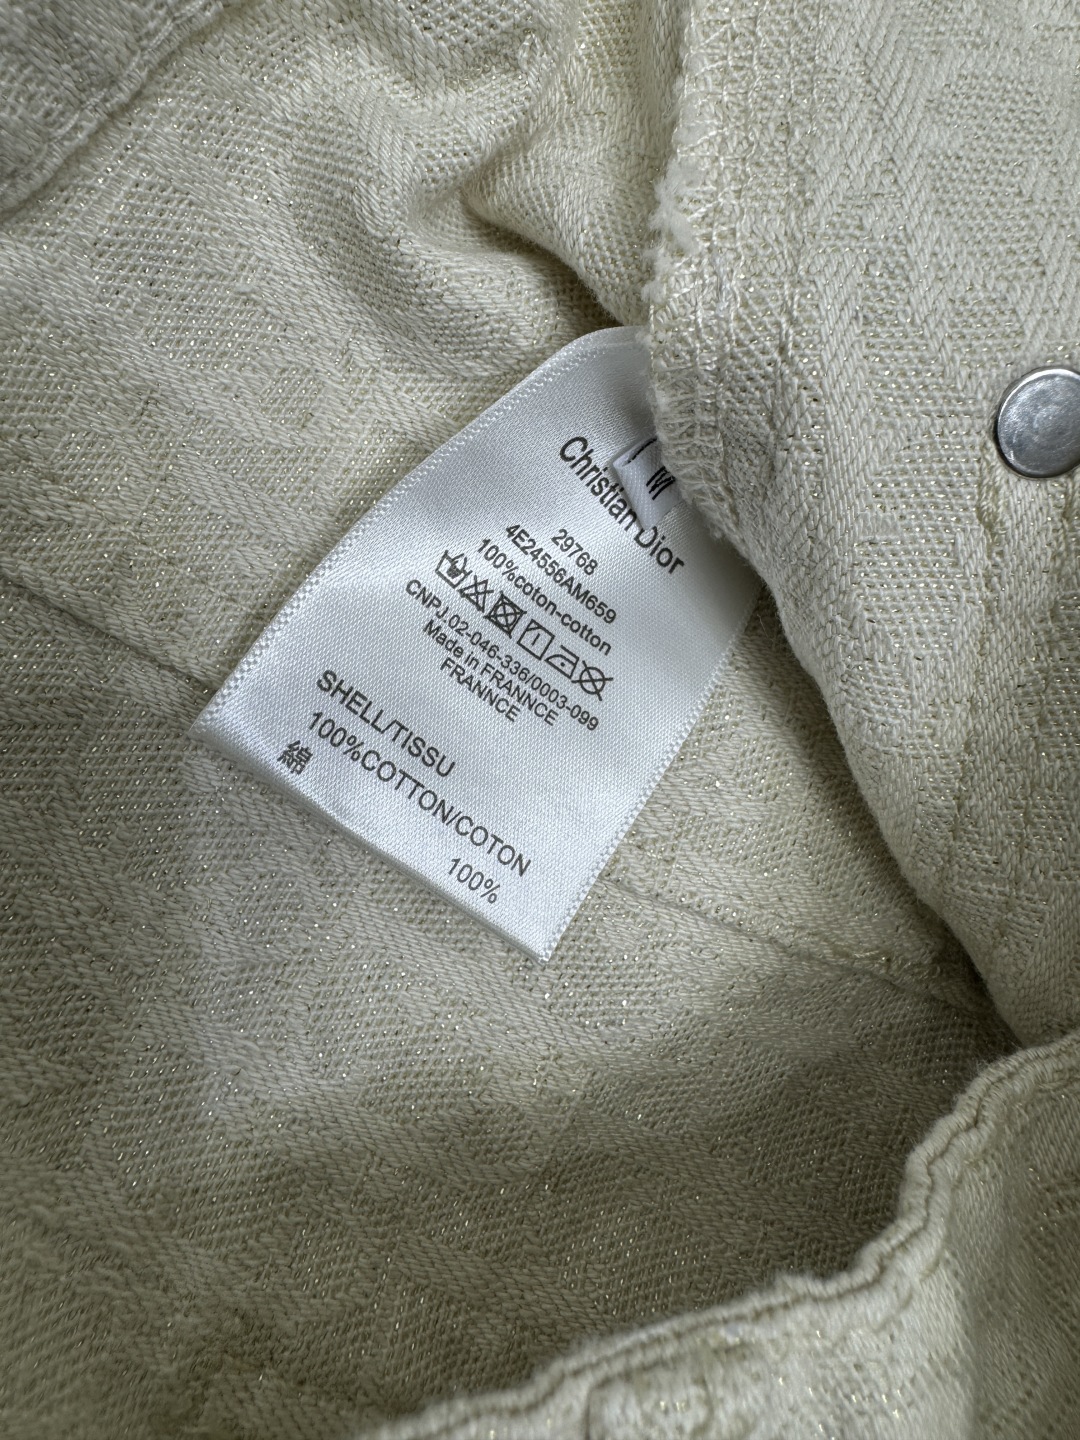 M
Christian Dior
29768
4E24556AM659
100%coton-cotton
CNPJ.02-046-336/0003-099
Made in FRANNCE
FRANNCE
SHELL/TISSU
100%COTTON/COTON
綿
100%